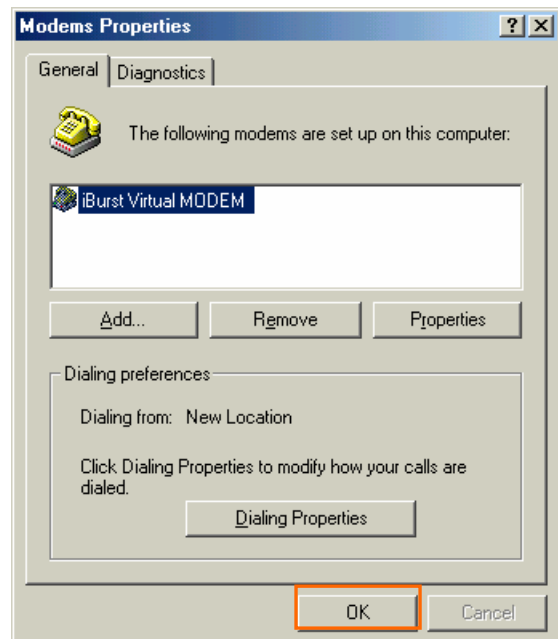 Modems Properties
General Diagnostics
The following modems are set up on this computer:
iBurst Virtual MODEM
Add... Remove Properties
Dialing preferences
Dialing from: New Location
Click Dialing Properties to modify how your calls are
dialed.
Dialing Properties
OK Cancel